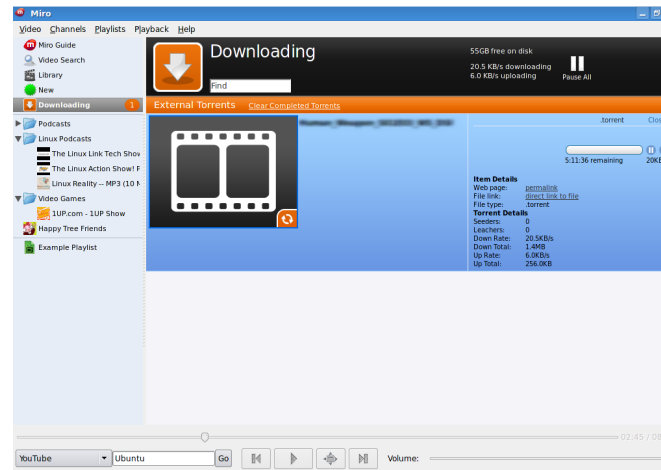 Miro
Video Channels Playlists Playback Help
Miro Guide
Video Search
Library
New
Downloading 1
Podcasts
Linux Podcasts
The Linux Link Tech Show
The Linux Action Show! F
Linux Reality -- MP3 (10 M
Video Games
1UP.com - 1UP Show
Happy Tree Friends
Example Playlist
Downloading
Find
55GB free on disk
20.5 KB/s downloading
6.0 KB/s uploading
Pause All
External Torrents Clear Completed Torrents
.torrent
5:11:36 remaining
Item Details
Web page: permalink
File link: direct link to file
File type: .torrent
Torrent Details
Seeders: 0
Leachers: 0
Down Rate: 20.5KB/s
Down Total: 1.4MB
Up Rate: 6.0KB/s
Up Total: 256.0KB
02:45 / 08
YouTube Ubuntu Go Volume: